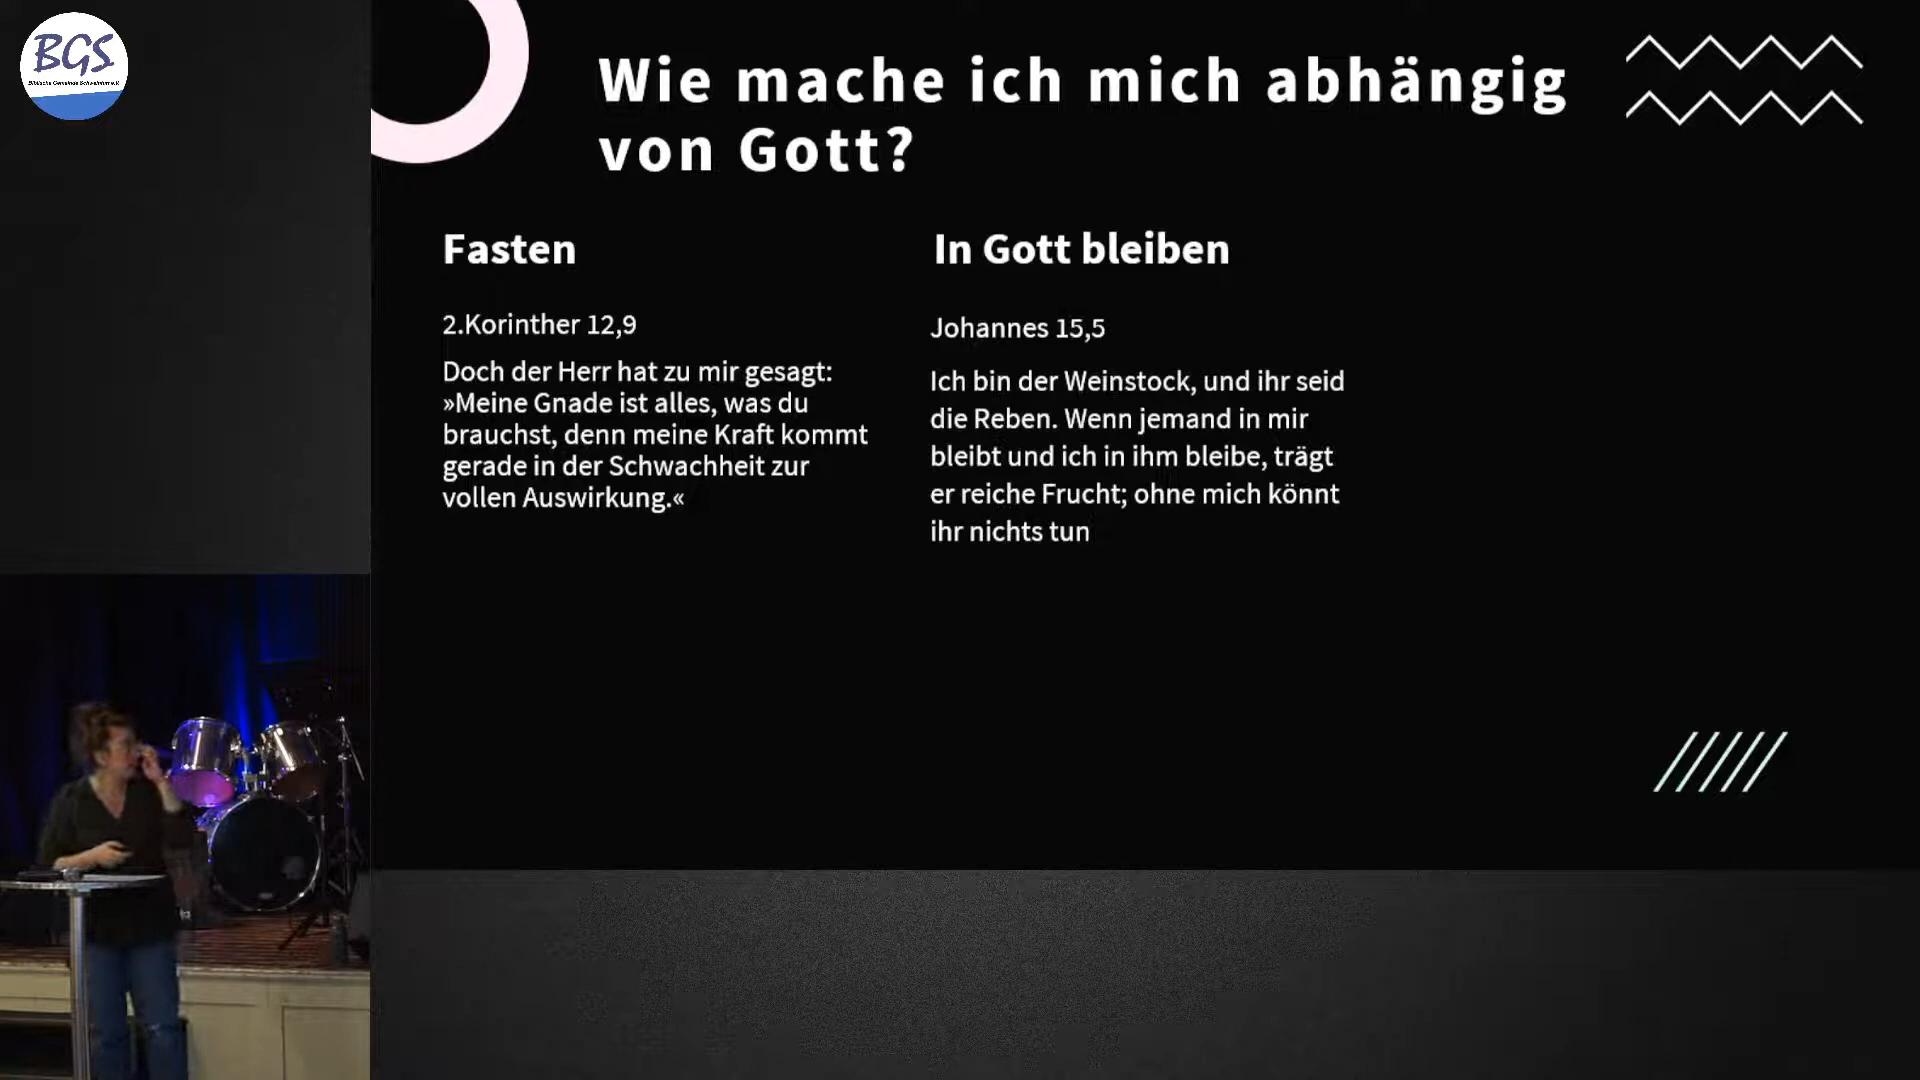 BGS
Biblische Gemeinde Schweinfurt e.V.
Wie mache ich mich abhängig
von Gott?
Fasten
2.Korinther 12,9
Doch der Herr hat zu mir gesagt:
»Meine Gnade ist alles, was du
brauchst, denn meine Kraft kommt
gerade in der Schwachheit zur
vollen Auswirkung.«
In Gott bleiben
Johannes 15,5
Ich bin der Weinstock, und ihr seid
die Reben. Wenn jemand in mir
bleibt und ich in ihm bleibe, trägt
er reiche Frucht; ohne mich könnt
ihr nichts tun